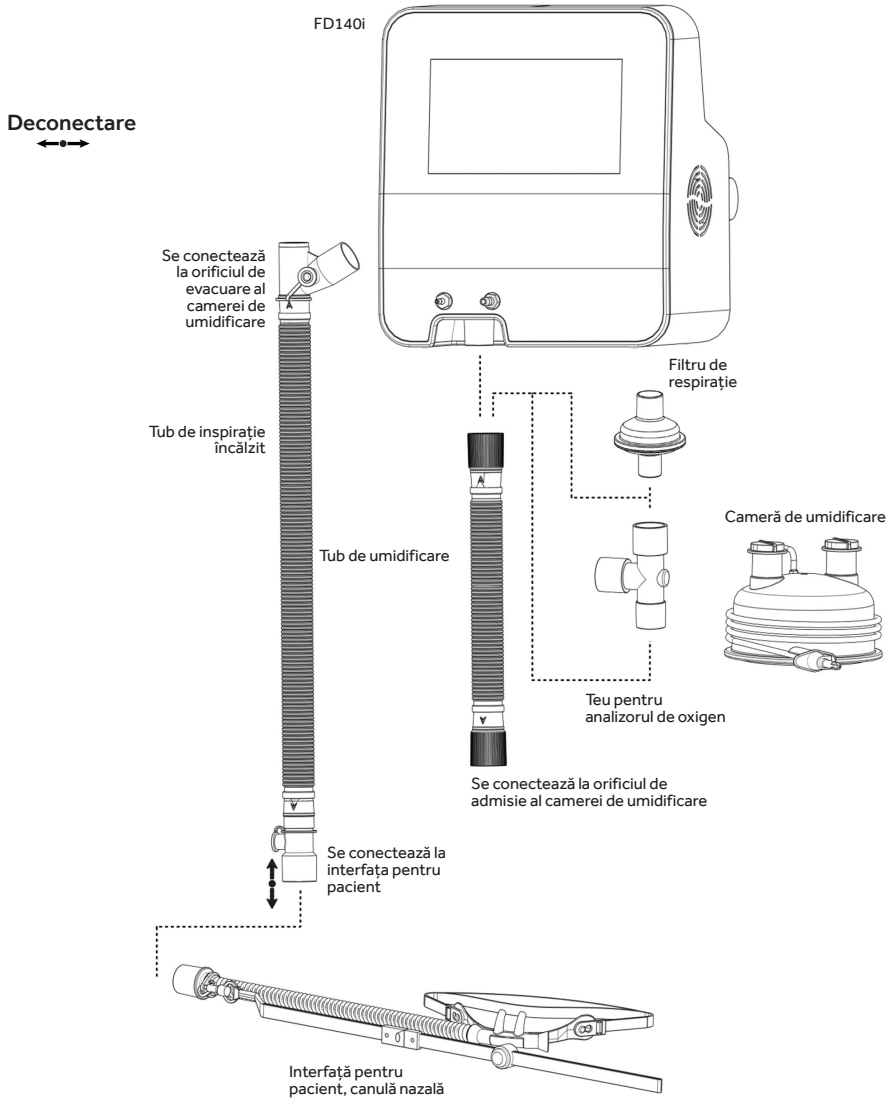 FD140i
Deconectare
Se conectează
la orificiul de
evacuare al
camerei de
umidificare
Filtru de
respirație
Tub de inspirație
încălzit
Cameră de umidificare
Tub de umidificare
Teu pentru
analizorul de oxigen
Se conectează la orificiul de
admisie al camerei de umidificare
Se conectează la
interfața pentru
pacient
Interfață pentru
pacient, canulă nazală